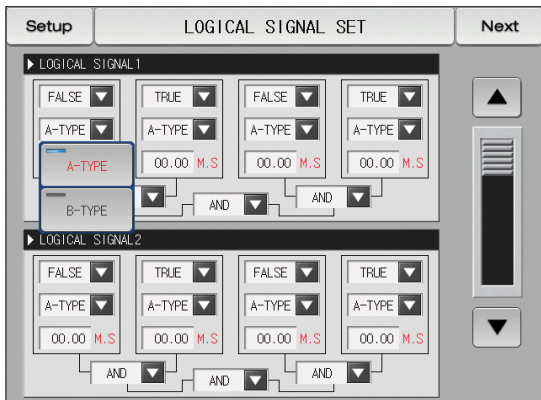 Setup LOGICAL SIGNAL SET Next
LOGICAL SIGNAL1
FALSE TRUE FALSE TRUE
A-TYPE A-TYPE A-TYPE A-TYPE
A-TYPE 00.00 M.S 00.00 M.S 00.00 M.S
B-TYPE AND AND
LOGICAL SIGNAL2
FALSE TRUE FALSE TRUE
A-TYPE A-TYPE A-TYPE A-TYPE
00.00 M.S 00.00 M.S 00.00 M.S 00.00 M.S
AND AND AND